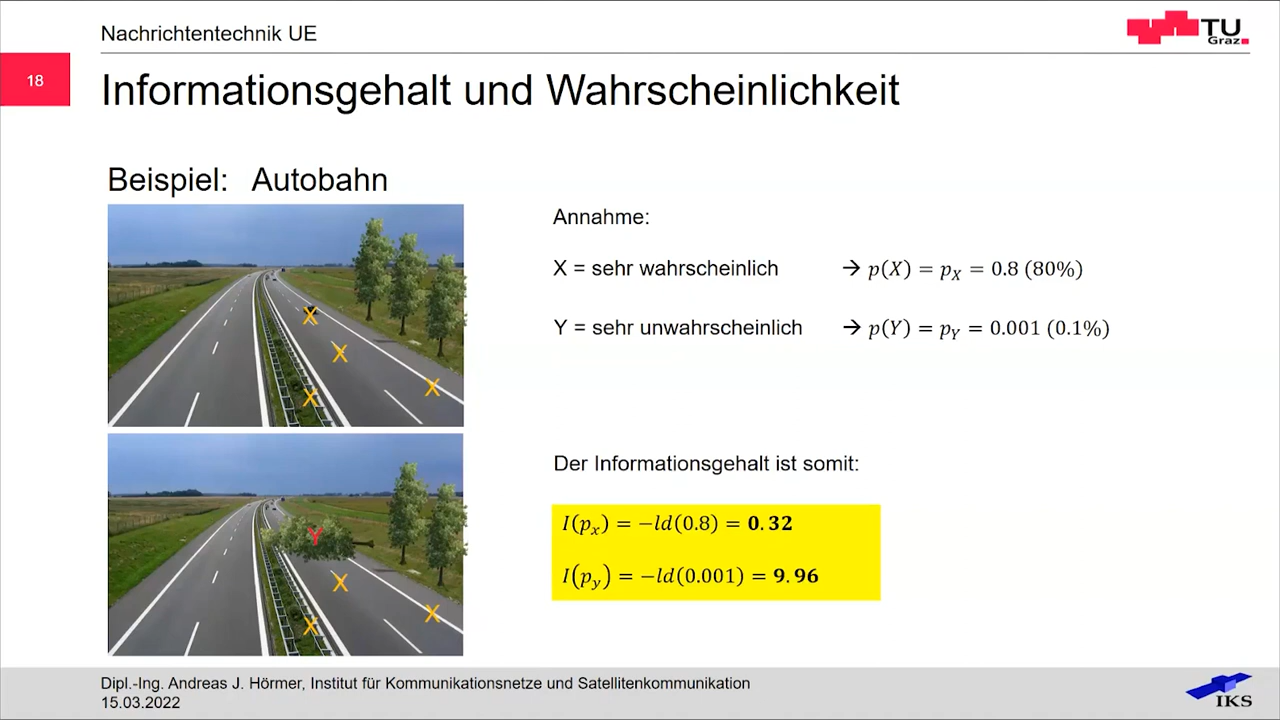 Nachrichtentechnik UE
TU
Graz
18
Informationsgehalt und Wahrscheinlichkeit
Beispiel: Autobahn
X
X
X
X
Y
X
X
X
Annahme:
X = sehr wahrscheinlich → p(X) = p_X = 0.8 (80%)
Y = sehr unwahrscheinlich → p(Y) = p_Y = 0.001 (0.1%)
Der Informationsgehalt ist somit:
I(p_x) = −ld(0.8) = 0.32
I(p_y) = −ld(0.001) = 9.96
Dipl.-Ing. Andreas J. Hörmer, Institut für Kommunikationsnetze und Satellitenkommunikation
15.03.2022
IKS